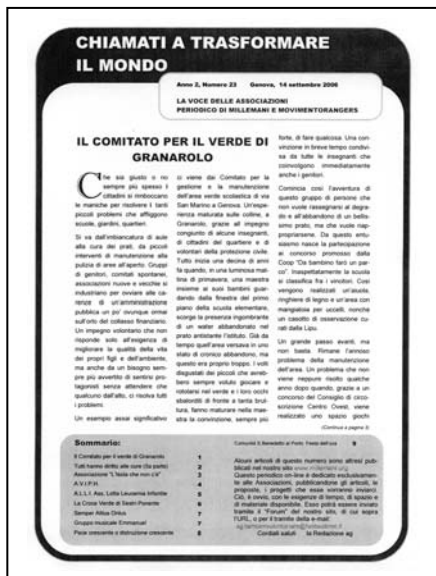 CHIAMATI A TRASFORMARE
IL MONDO
Anno 2, Numero 23 Genova, 14 settembre 2006
LA VOCE DELLE ASSOCIAZIONI
PERIODICO DI MILLEMANI E MOVIMENTORANGERS
IL COMITATO PER IL VERDE DI
GRANAROLO
Che sia giusto o no
sempre più spesso i
cittadini si rimboccano
le maniche per risolvere i tanti
piccoli problemi che affliggono
scuole, giardini, quartieri.
Si va dall'imbiancatura di aule
alla cura dei prati, da piccoli
interventi di manutenzione alla
pulizia di aree all'aperto. Gruppi
di genitori, comitati spontanei,
associazioni nuove e vecchie si
industriano per ovviare alle ca-
renze di un'amministrazione
pubblica un po' ovunque ormai
sull'orlo del collasso finanziario.
Un impegno volontario che non
risponde solo all'esigenza di
migliorare la qualità della vita
dei propri figli e dell'ambiente,
ma anche da un bisogno sem-
pre più avvertito di sentirsi pro-
tagonisti senza attendere che
qualcuno dall'alto, ci risolva tutti
i problemi.
Un esempio assai significativo
ci viene dal Comitato per la
gestione e la manutenzione
dell'area verde scolastica di via
San Marino a Genova. Un'espe-
rienza maturata sulle colline, a
Granarolo, grazie all'impegno
congiunto di alcune insegnanti,
di cittadini del quartiere e di
volontari della protezione civile.
Tutto inizia una decina di anni
fa quando, in una luminosa mat-
tina di primavera, una maestra
insieme ai suoi bambini guar-
dando dalla finestra del primo
piano della scuola elementare,
scorge la presenza ingombrante
di un water abbandonato nel
prato antistante l'istituto. Già da
tempo quell'area versava in uno
stato di cronico abbandono, ma
questo era proprio troppo. I volti
disgustati dei piccoli che avreb-
bero sempre voluto giocare e
rotolarsi nel verde e i loro occhi
sbalorditi di fronte a tanta bru-
tura, fanno maturare nella mae-
stra la convinzione, sempre più
forte, di fare qualcosa. Una con-
vinzione in breve tempo condivi-
sa da tutte le insegnanti che
coinvolgono immediatamente
anche i genitori.
Comincia così l'avventura di
questo gruppo di persone che
non vuole rassegnarsi al degra-
do e all'abbandono di un bellis-
simo prato, ma che vuole riap-
propriarsene. Da questo entu-
siasmo nasce la partecipazione
al concorso promosso dalla
Coop "Da bambino farò un par-
co". Inaspettatamente la scuola
si classifica fra i vincitori. Così
vengono realizzati un'aiuola,
ringhiere di legno e un'area con
mangiatoia per uccelli, nonché
un casotto di osservazione cu-
rati dalla Lipu.
Un grande passo avanti, ma
non basta. Rimane l'annoso
problema della manutenzione
dell'area. Un problema che non
viene neppure risolto qualche
anno dopo quando, grazie a un
concorso del Consiglio di circo-
scrizione Centro Ovest, viene
realizzato uno spazio giochi
(Continua a pagina 3)
Sommario:
Il Comitato per il verde di Granarolo 1
Tutti hanno diritto alle cure (3a parte) 2
Associazione "L'isola che non c'è" 3
A.V.I.P.H. 4
A.L.L.I. Ass. Lotta Leucemia Infantile 5
La Croce Verde di Sestri Ponente 6
Semper Altius Onlus 7
Gruppo musicale Emmanuel 7
Pace crescente o distruzione crescente 8
Comunità S.Benedetto al Porto: Festa dell'uva 9
Alcuni articoli di questo numero sono altresì pub-
blicati nel nostro sito www.millemani.org
Questo periodico on-line è dedicato esclusivamen-
te alle Associazioni, pubblicandone gli articoli, le
proposte, i progetti che esse vorranno inviarci.
Ciò, è ovvio, con le esigenze di tempo, di spazio e
di materiale disponibile. Esso potrà essere inviato
tramite il "Forum" del nostro sito, di cui sopra
l'URL, o per il tramite della e-mail:
Cordiali saluti la Redazione ag